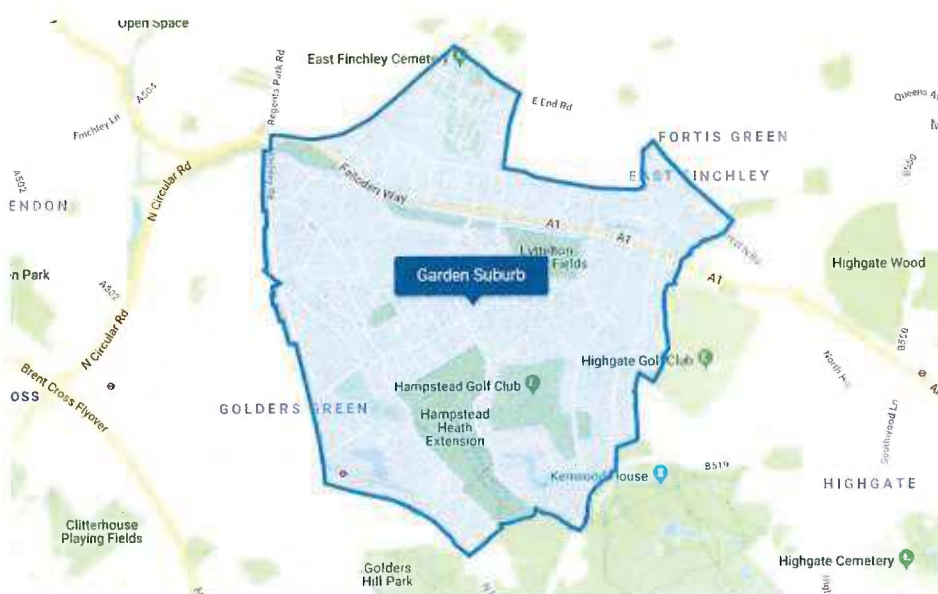 Open Space
East Finchley Cemetery
Regents Park Rd
A504
E End Rd
Finchley Ln
FORTIS GREEN
EAST FINCHLEY
A502
ENDON
N Circular Rd
Falloden Way
A1
A1
A1
B550
Lyttelton
Fields
Highgate Wood
n Park
Garden Suburb
A502
N Circular Rd
B550
North Hill
Highgate Golf Club
Brent Cross Flyover
OSS
Hampstead Golf Club
GOLDERS GREEN
Hampstead
Heath
Extension
Southwood Ln
B519
Kenwood House
HIGHGATE
Clitterhouse
Playing Fields
Golders
Hill Park
Highgate Cemetery